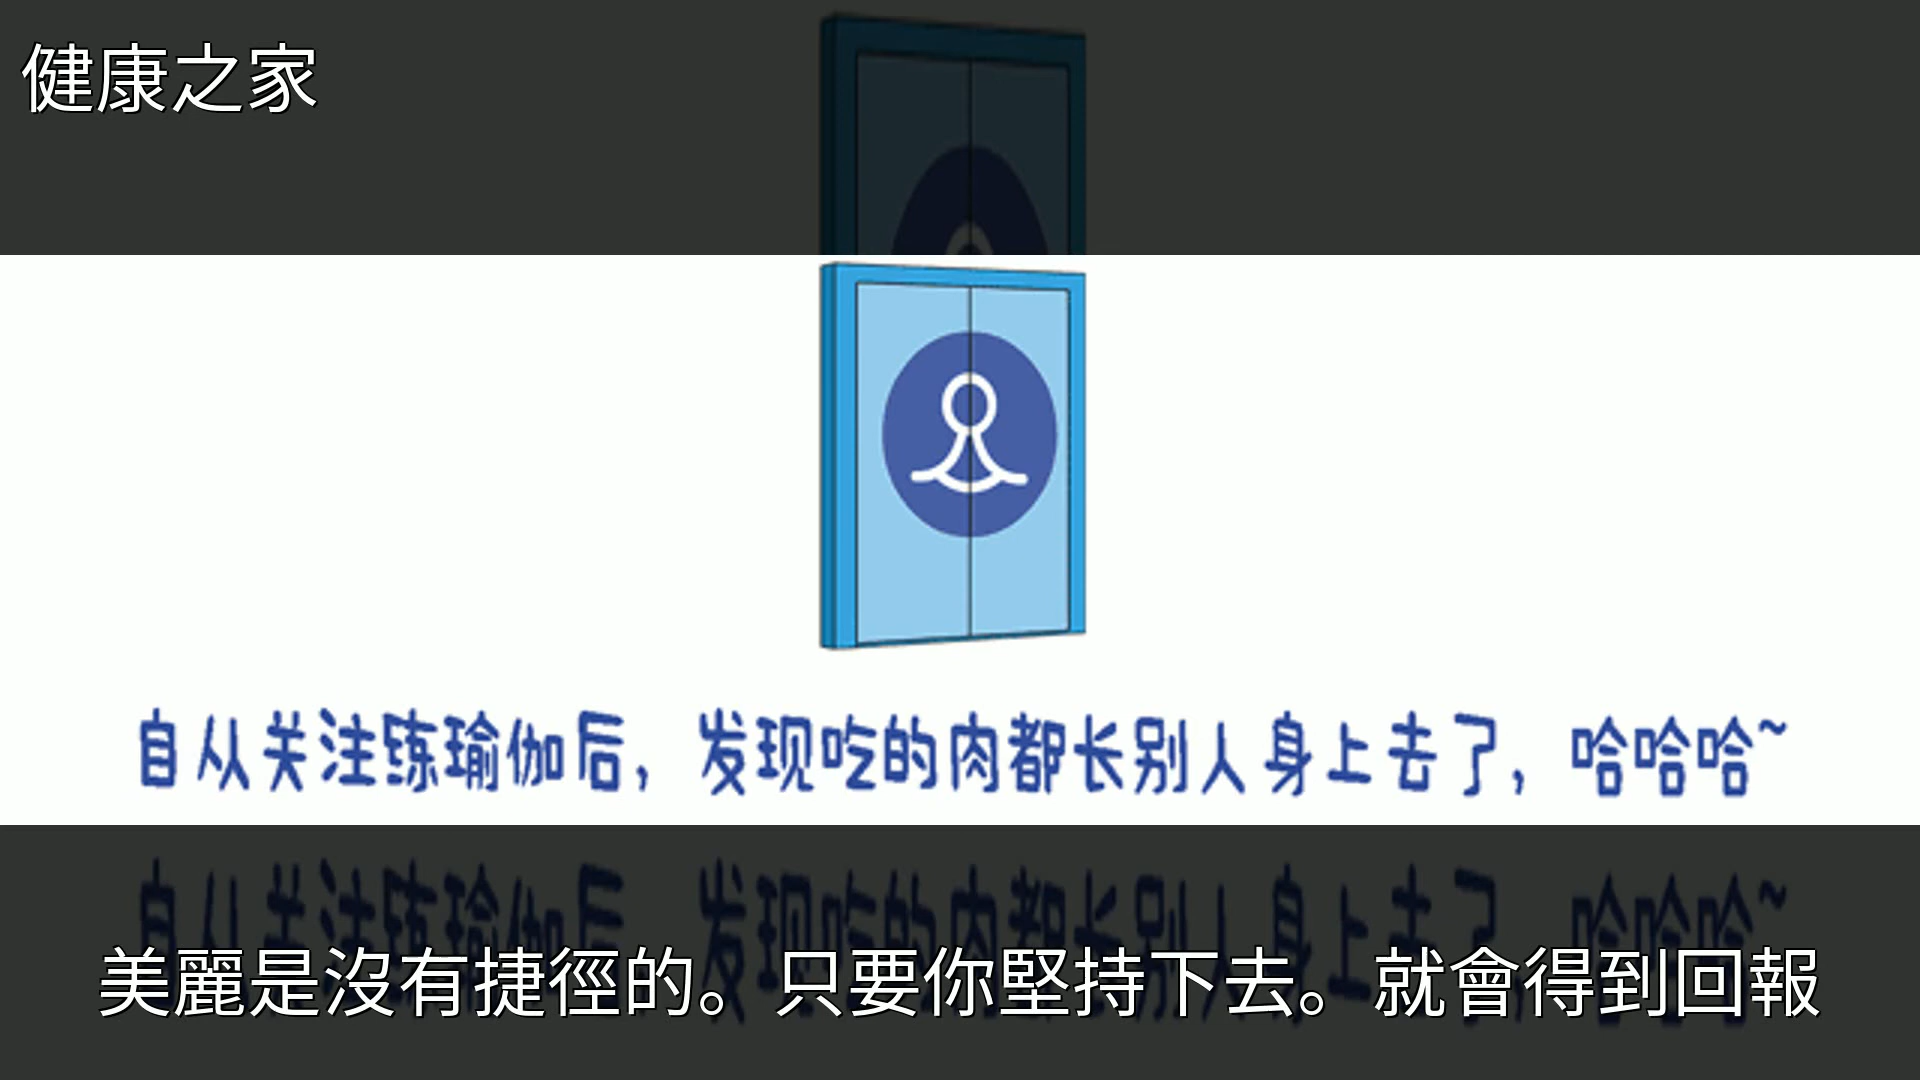 健康之家
自从关注练瑜伽后，发现吃的肉都长别人身上去了，哈哈哈~
美麗是沒有捷徑的。只要你堅持下去。就會得到回報